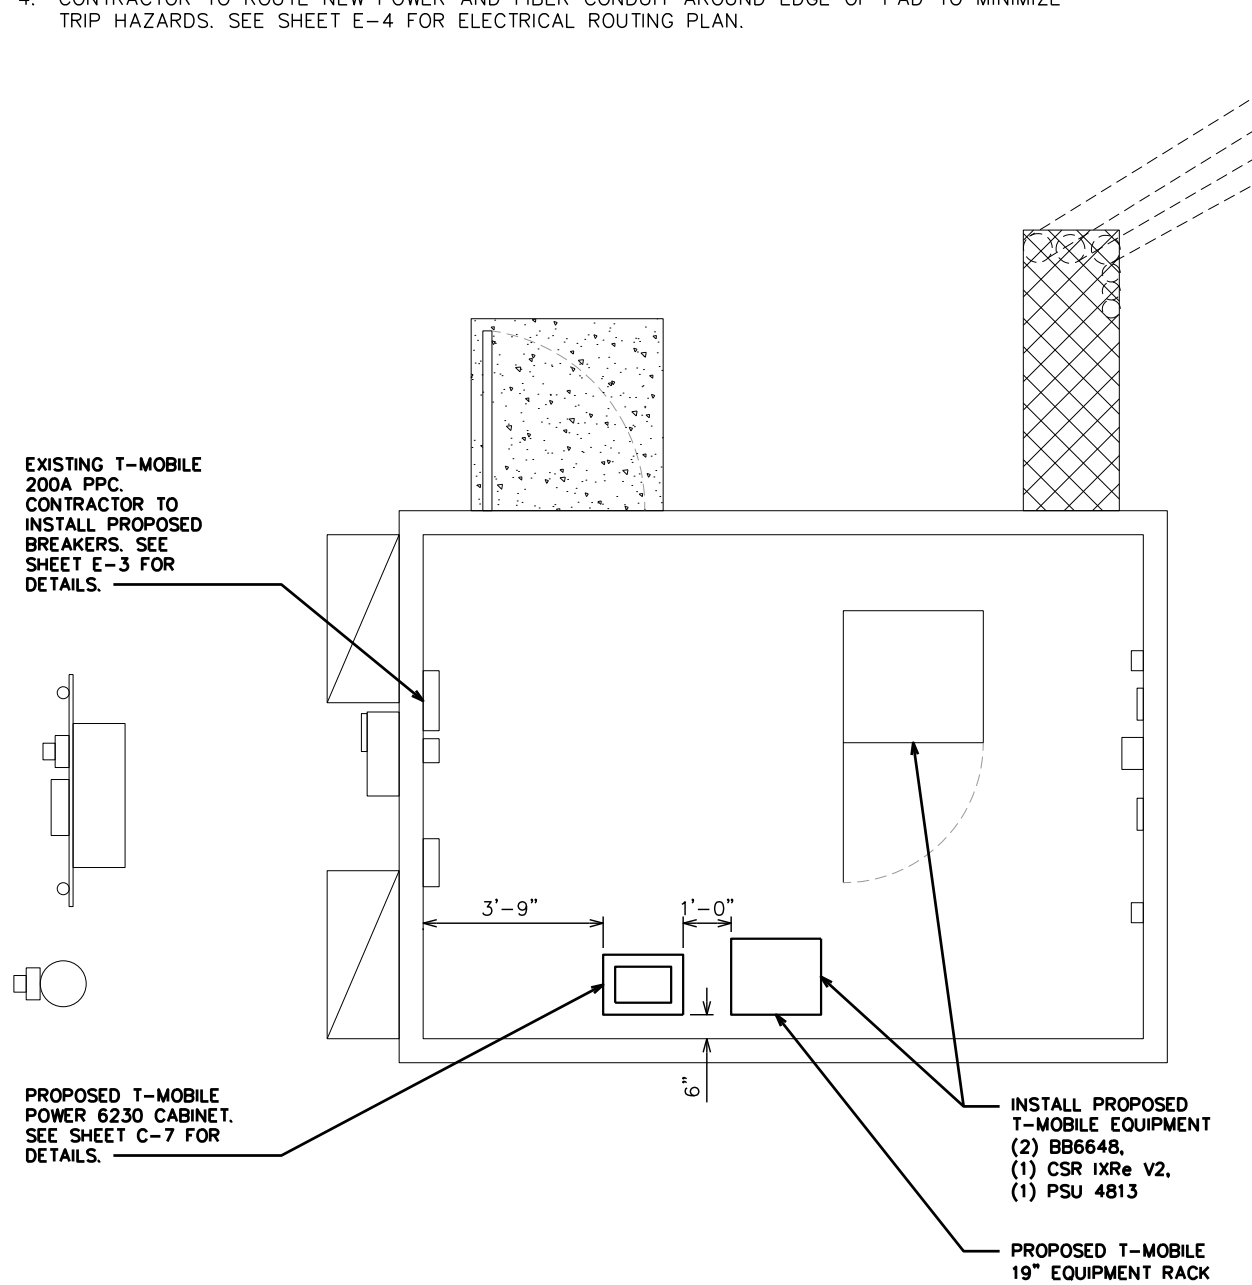 4. CONTRACTOR TO ROUTE NEW POWER AND FIBER CONDUIT AROUND EDGE OF PAD TO MINIMIZE
TRIP HAZARDS. SEE SHEET E-4 FOR ELECTRICAL ROUTING PLAN.
EXISTING T-MOBILE
200A PPC.
CONTRACTOR TO
INSTALL PROPOSED
BREAKERS. SEE
SHEET E-3 FOR
DETAILS.
3'-9"
1'-0"
6"
PROPOSED T-MOBILE
POWER 6230 CABINET.
SEE SHEET C-7 FOR
DETAILS.
INSTALL PROPOSED
T-MOBILE EQUIPMENT
(2) BB6648,
(1) CSR IXRe V2,
(1) PSU 4813
PROPOSED T-MOBILE
19" EQUIPMENT RACK